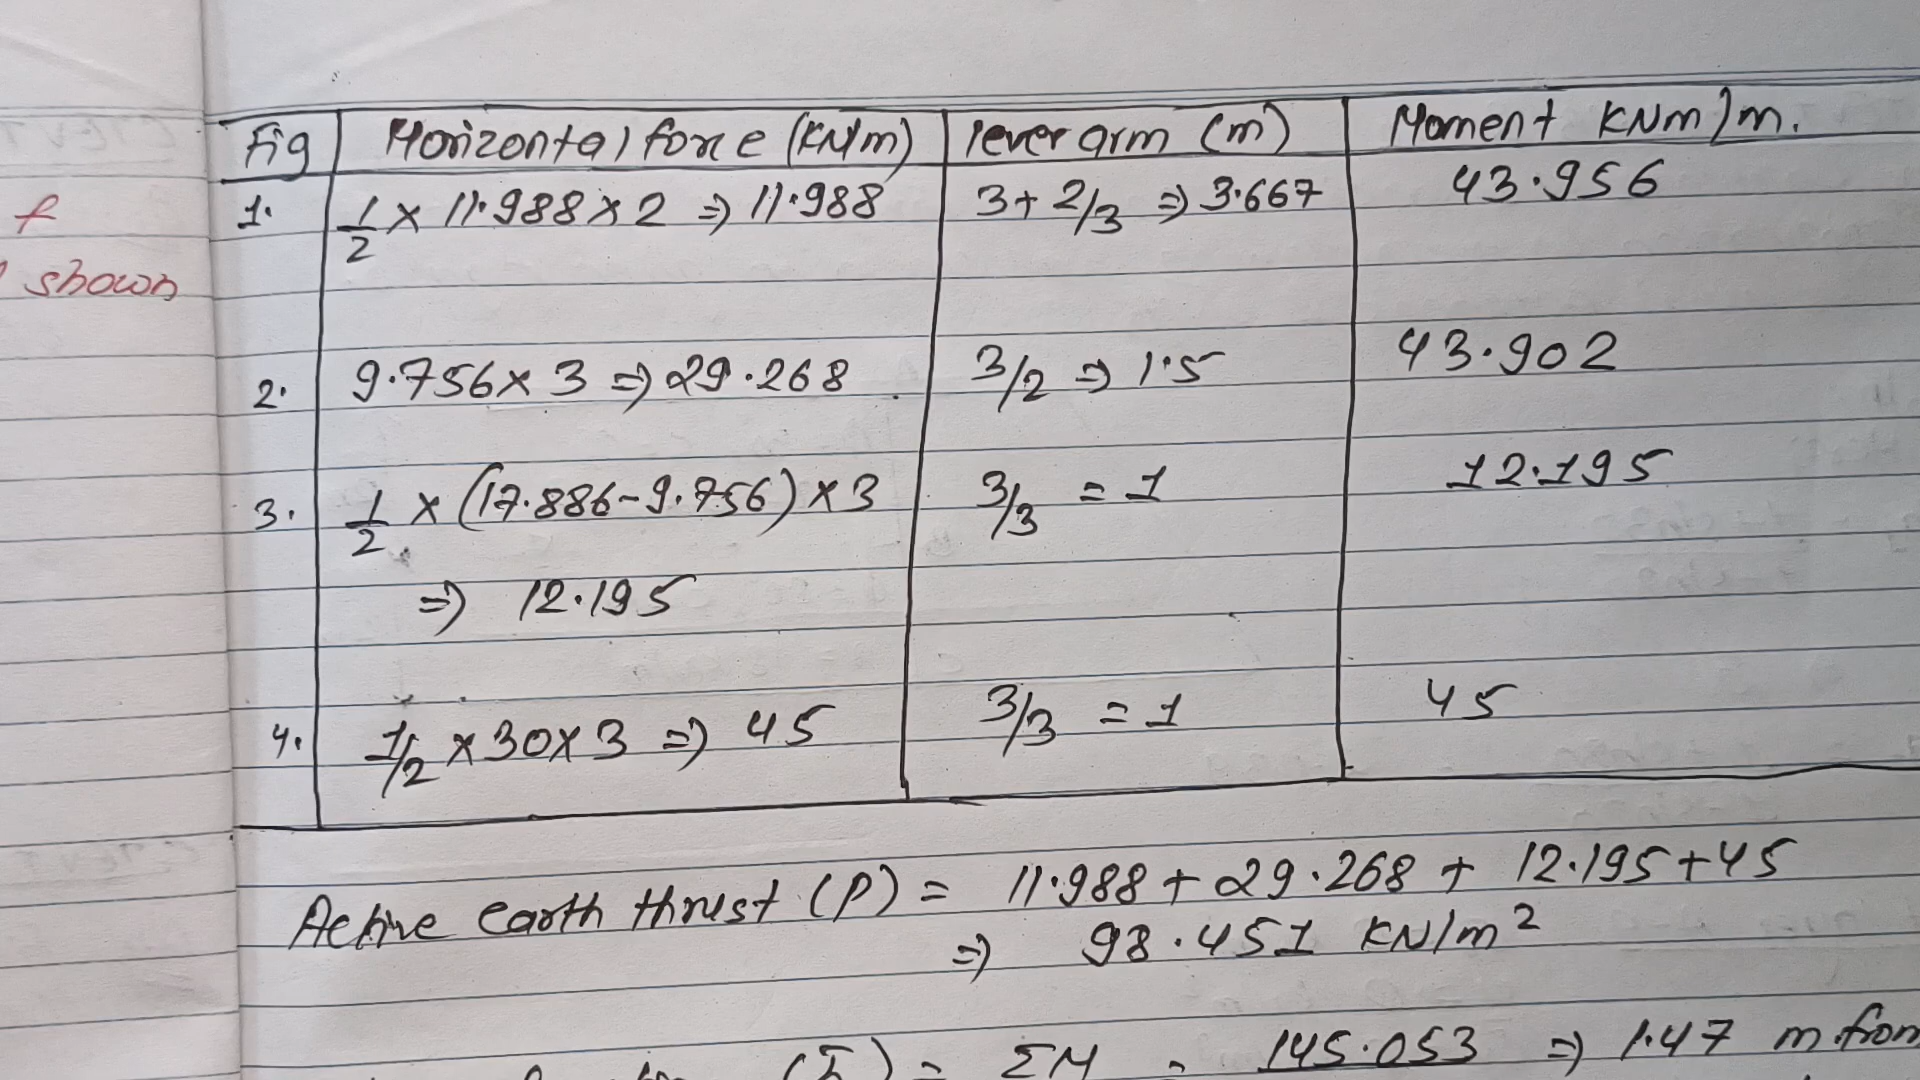 f
shown
Fig Horizontal force (KN/m) lever arm (m) Moment KNm/m.
1. 1/2 × 11.988 × 2 ⇒ 11.988 3+ 2/3 ⇒ 3.667 43.956
2. 9.756 × 3 ⇒ 29.268 3/2 ⇒ 1.5 43.902
3. 1/2 × (17.886-9.756) × 3 3/3 = 1 12.195
⇒ 12.195
4. 1/2 × 30 × 3 ⇒ 45 3/3 = 1 45
Active earth thrust (P) = 11.988 + 29.268 + 12.195 + 45
⇒ 98.451 KN/m²
= ΣM = 145.053 ⇒ 1.47 m from